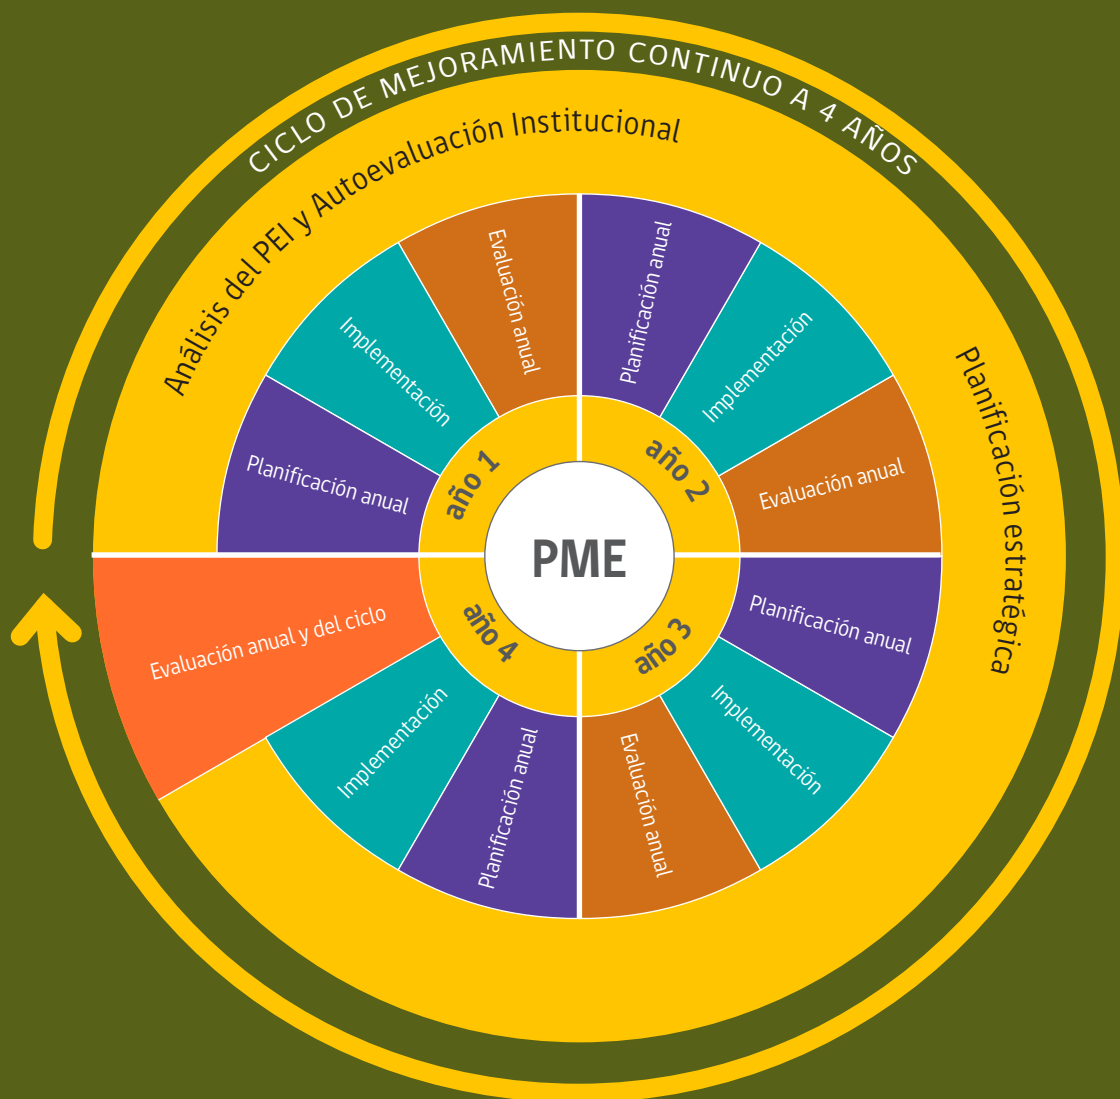 CICLO DE MEJORAMIENTO CONTINUO A 4 AÑOS
Análisis del PEI y Autoevaluación Institucional
Planificación estratégica
PME
año 1
Planificación anual
Implementación
Evaluación anual
año 2
Planificación anual
Implementación
Evaluación anual
año 3
Planificación anual
Implementación
Evaluación anual
año 4
Planificación anual
Implementación
Evaluación anual y del ciclo